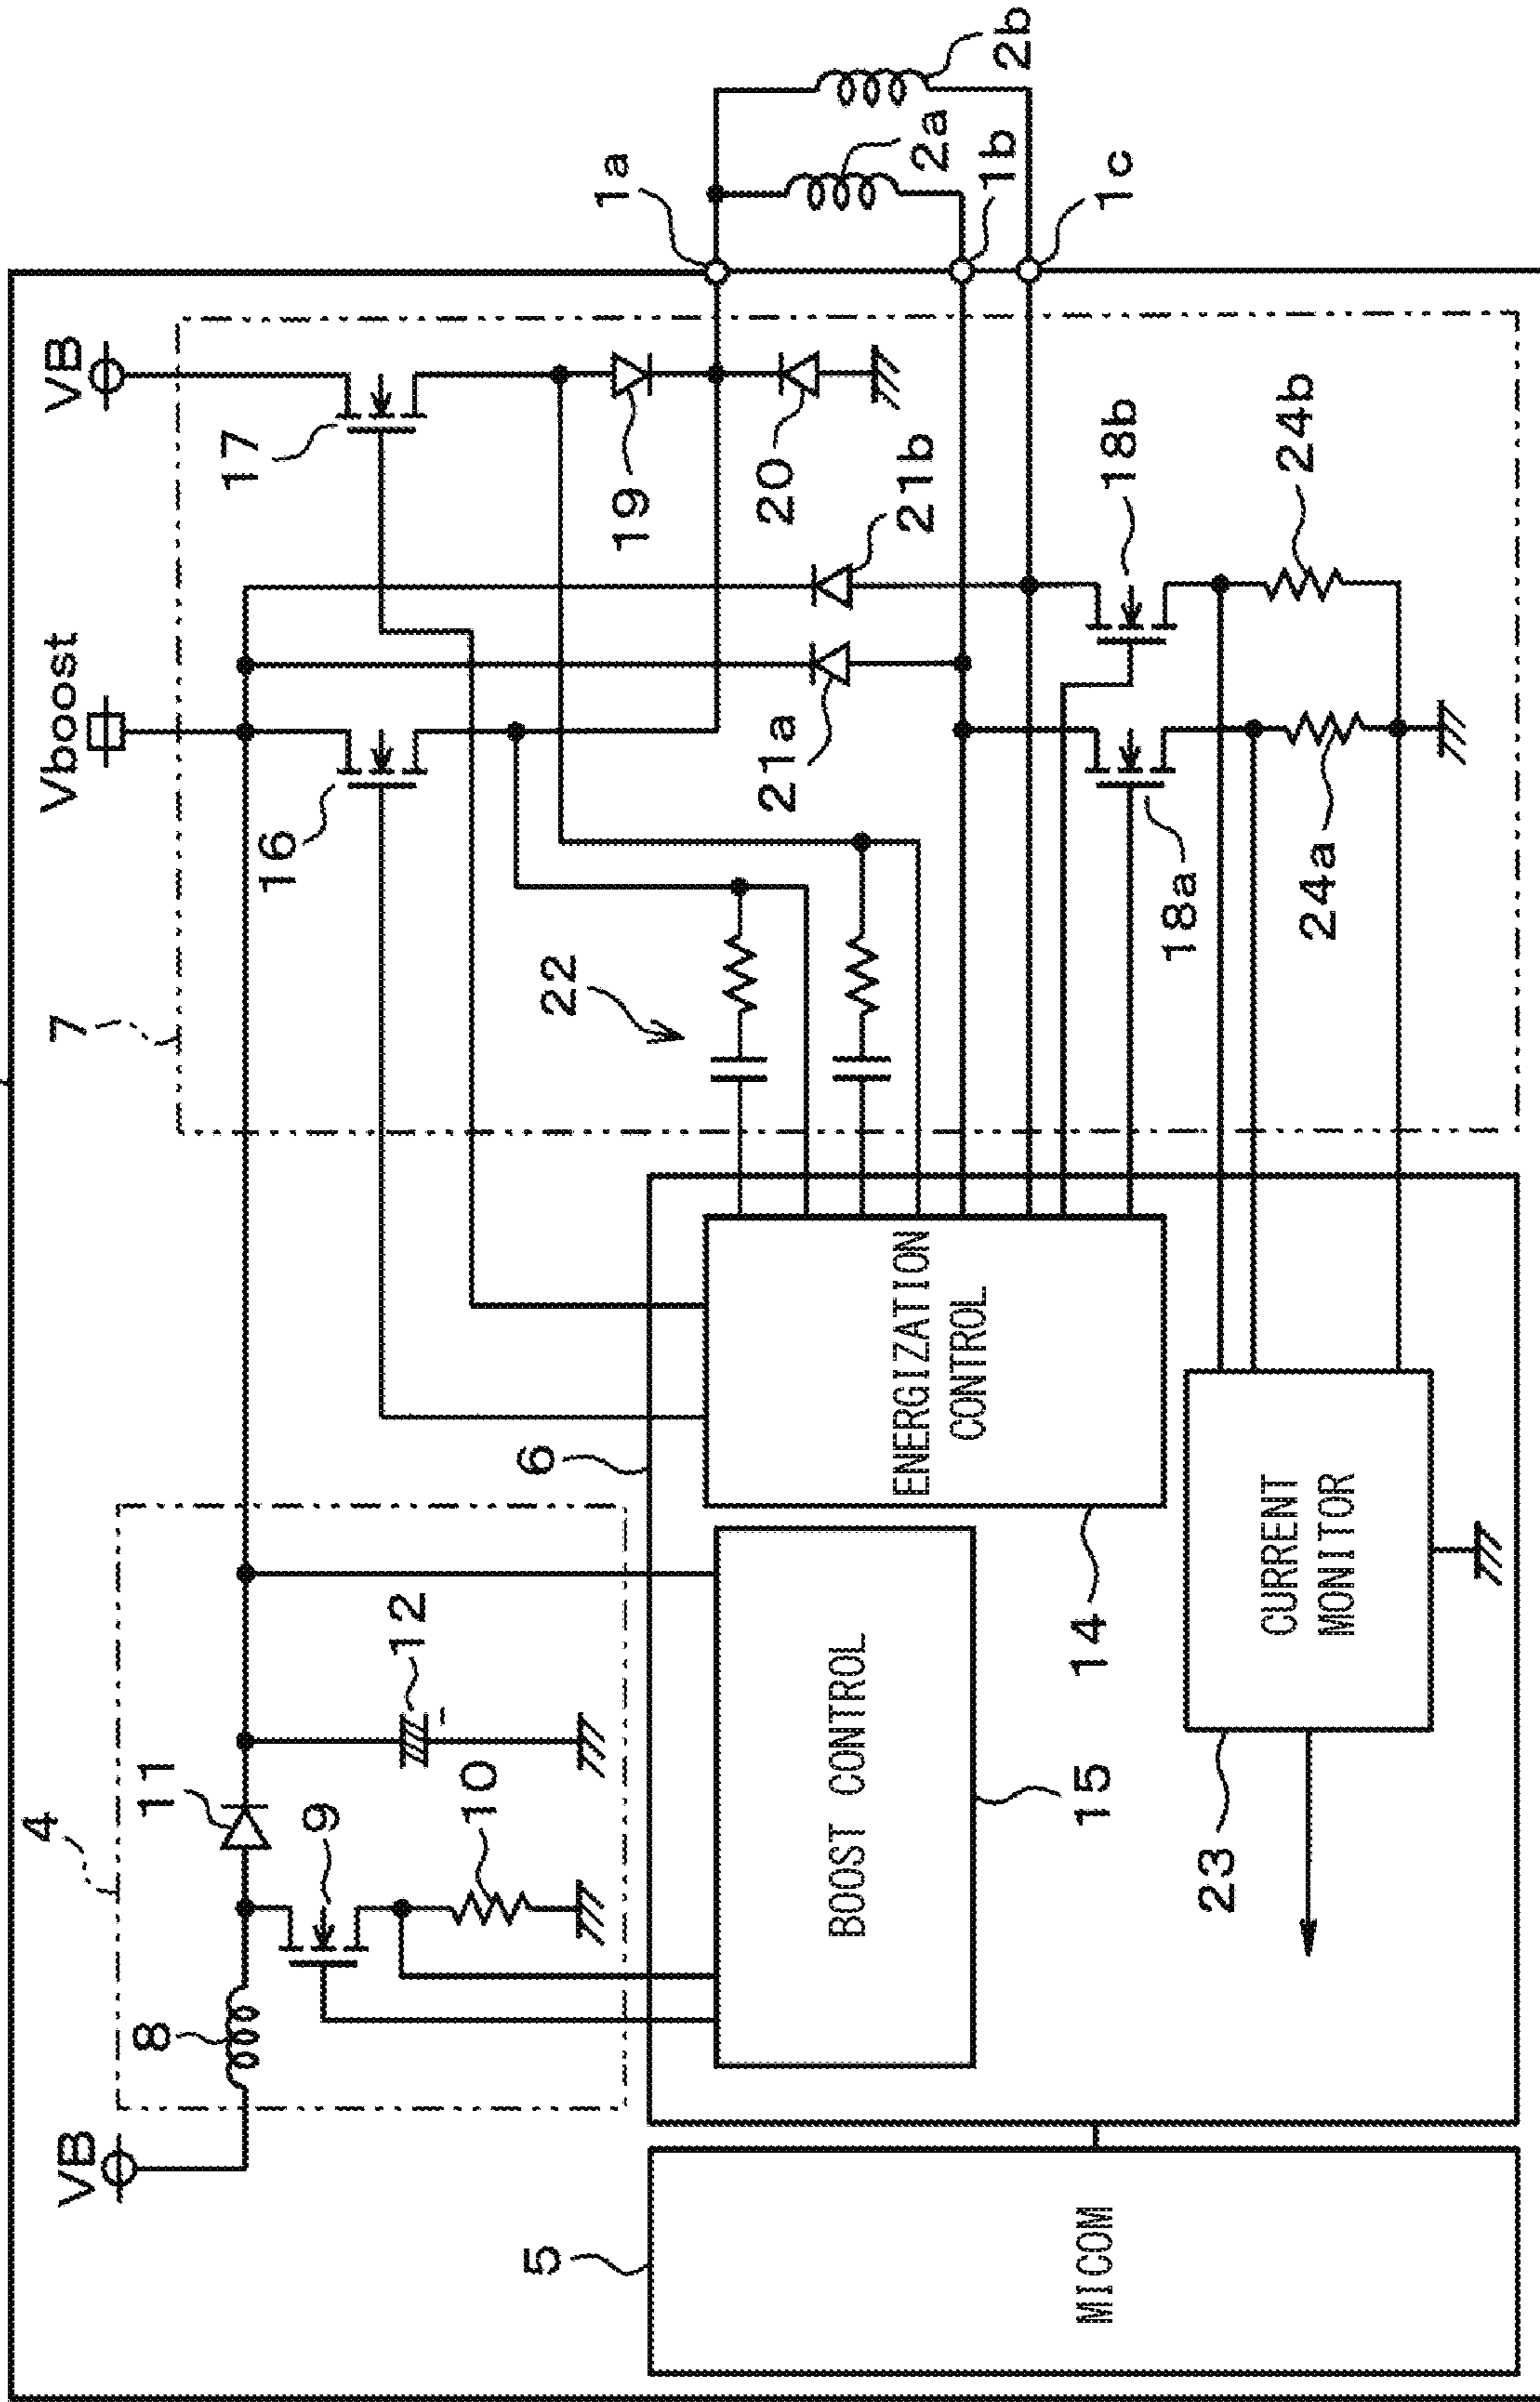 VB
4
8
11
9
12
10
5
MICOM
BOOST CONTROL
15
6
ENERGIZATION
CONTROL
14
CURRENT
MONITOR
23
7
Vboost
VB
16
17
22
21a
21b
19
20
18a
18b
24a
24b
1a
1b
1c
2a
2b